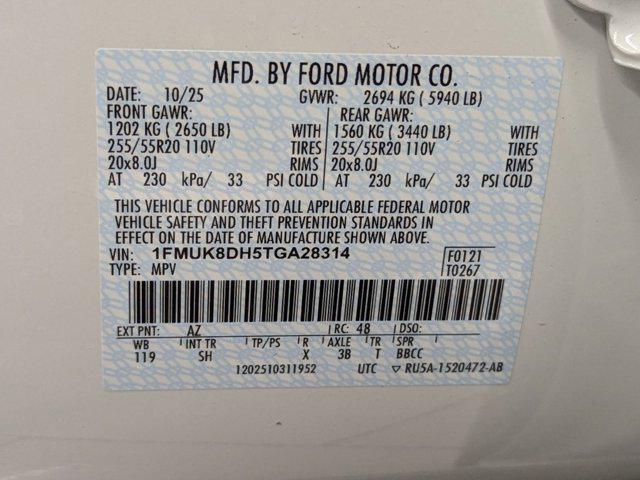 MFD. BY FORD MOTOR CO.
DATE: 10/25 GVWR: 2694 KG ( 5940 LB)
FRONT GAWR: REAR GAWR:
1202 KG ( 2650 LB) WITH 1560 KG ( 3440 LB) WITH
255/55R20 110V TIRES 255/55R20 110V TIRES
20x8.0J RIMS 20x8.0J RIMS
AT 230 kPa/ 33 PSI COLD AT 230 kPa/ 33 PSI COLD
THIS VEHICLE CONFORMS TO ALL APPLICABLE FEDERAL MOTOR
VEHICLE SAFETY AND THEFT PREVENTION STANDARDS IN
EFFECT ON THE DATE OF MANUFACTURE SHOWN ABOVE.
VIN: 1FMUK8DH5TGA28314 F0121
TYPE: MPV T0267
EXT PNT: AZ RC: 48 DSO:
WB INT TR TP/PS R AXLE TR SPR
119 SH X 3B T BBCC
1202510311952 UTC ▽ RU5A-1520472-AB